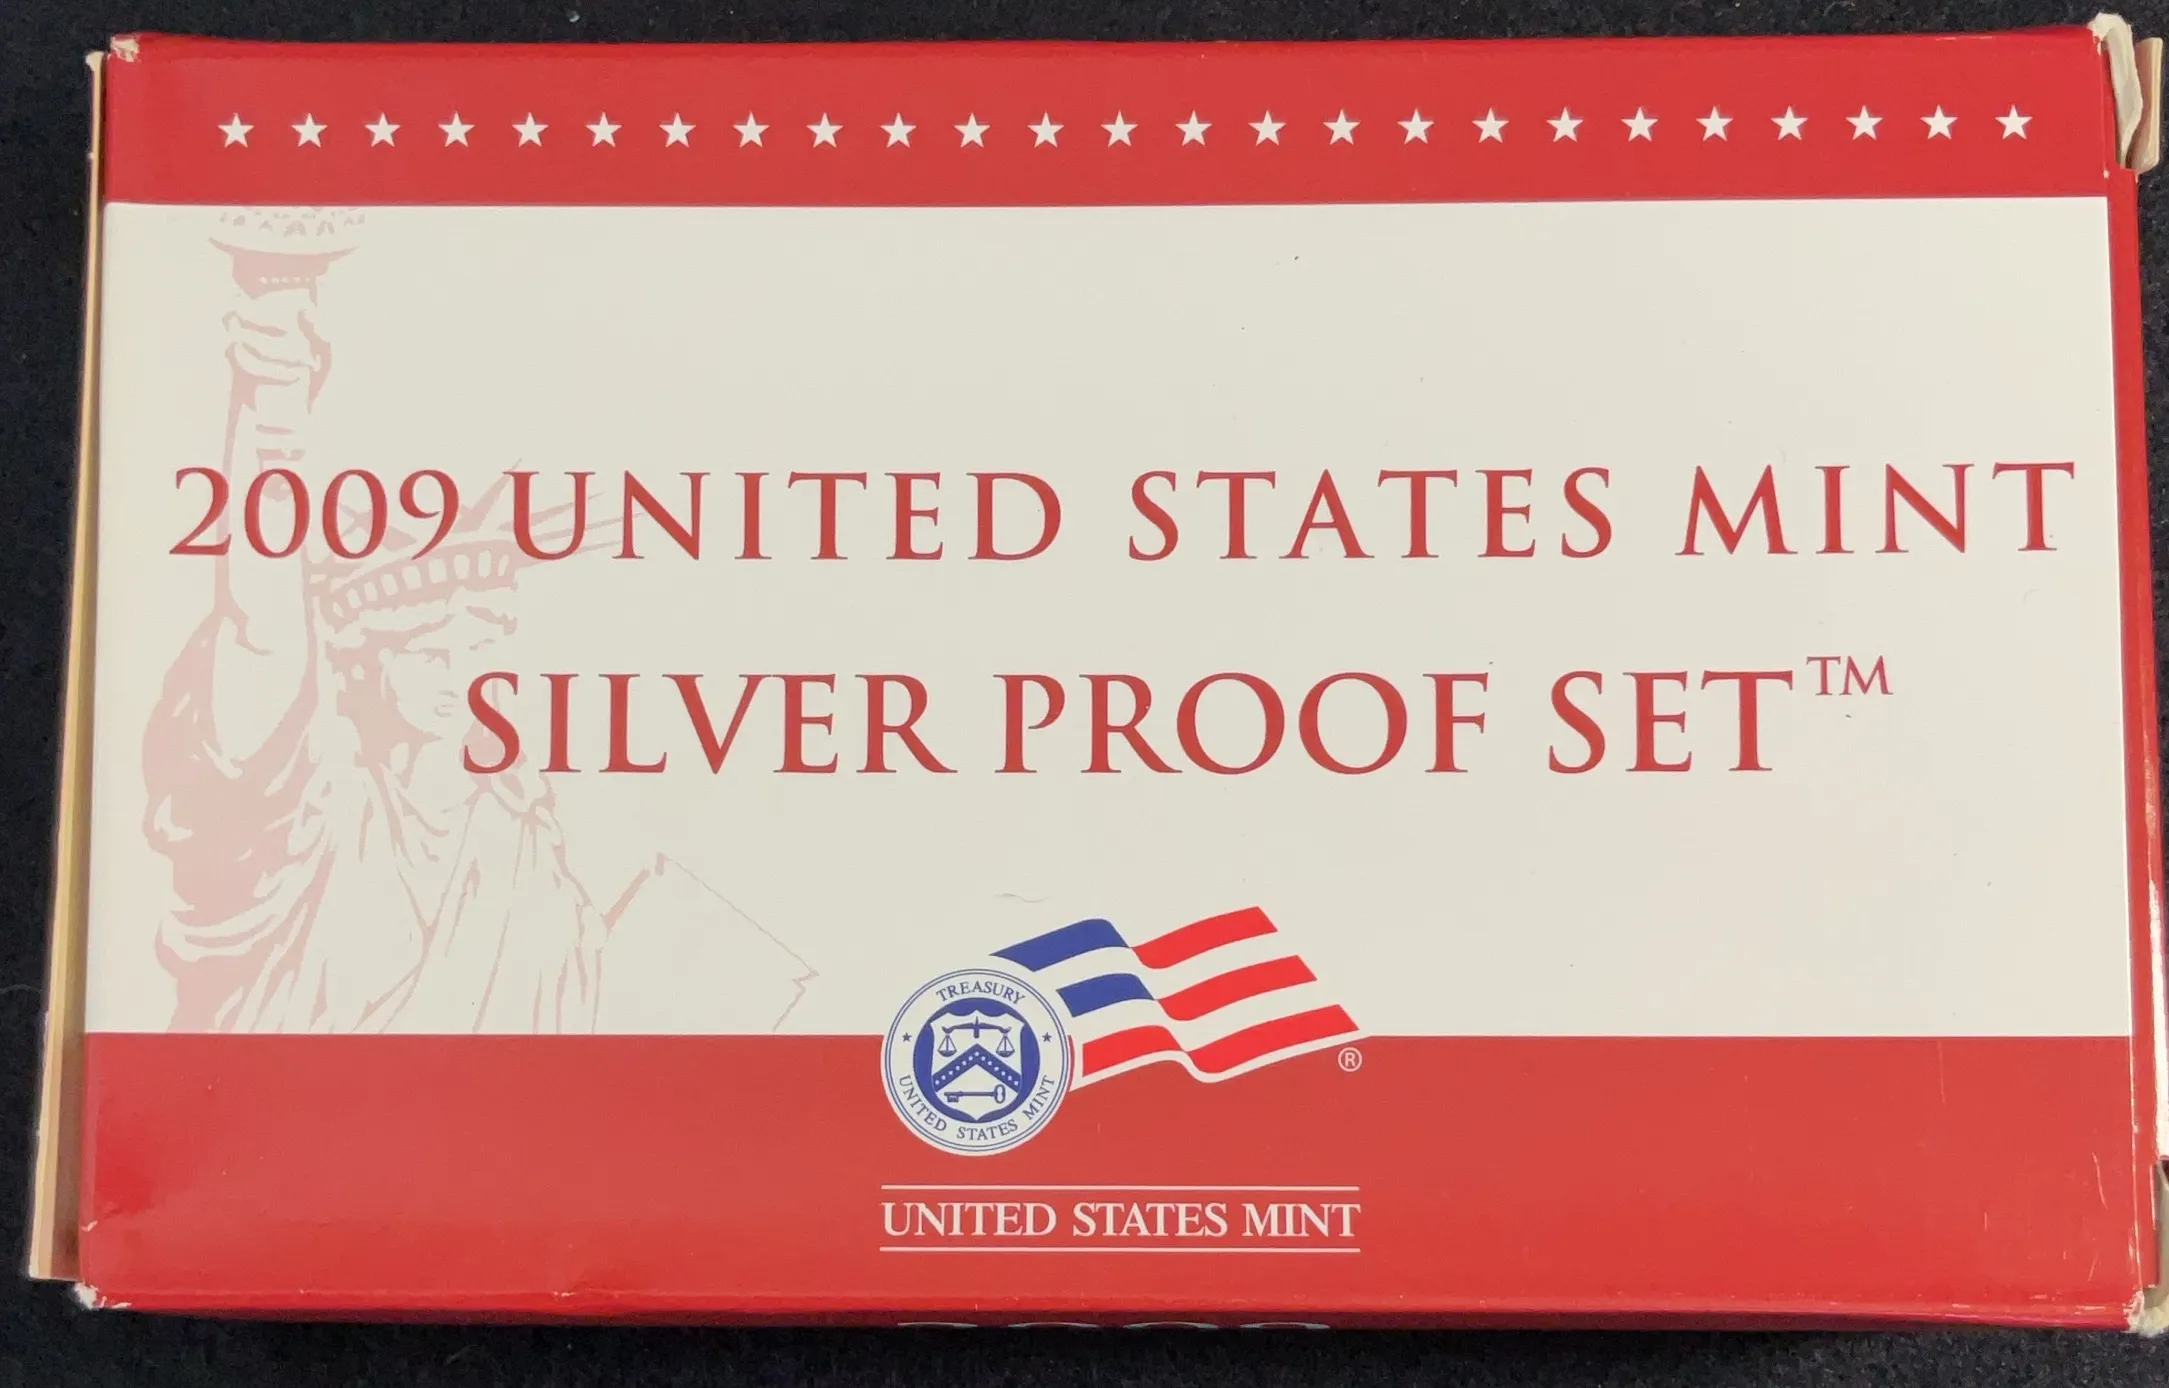 2009 UNITED STATES MINT
SILVER PROOF SET™
TREASURY
UNITED STATES MINT
®
UNITED STATES MINT